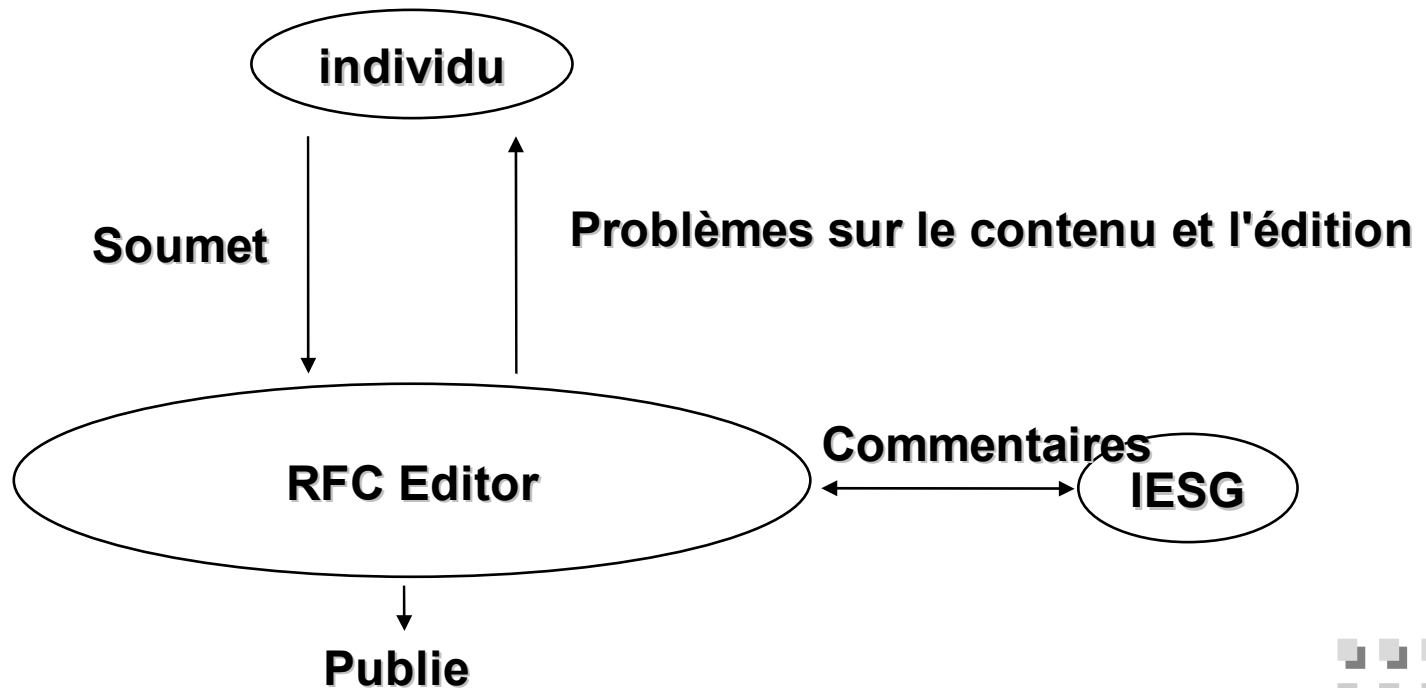 individu
Soumet
Problèmes sur le contenu et l'édition
Commentaires
RFC Editor
IESG
Publie